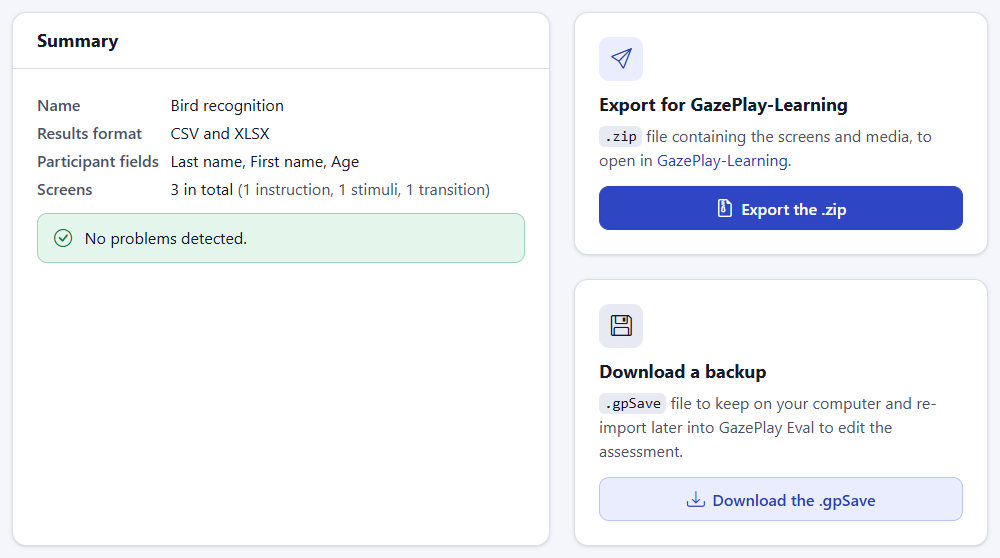 Summary
Name Bird recognition
Results format CSV and XLSX
Participant fields Last name, First name, Age
Screens 3 in total (1 instruction, 1 stimuli, 1 transition)
No problems detected.
Export for GazePlay-Learning
.zip file containing the screens and media, to
open in GazePlay-Learning.
Export the .zip
Download a backup
.gpSave file to keep on your computer and re-
import later into GazePlay Eval to edit the
assessment.
Download the .gpSave